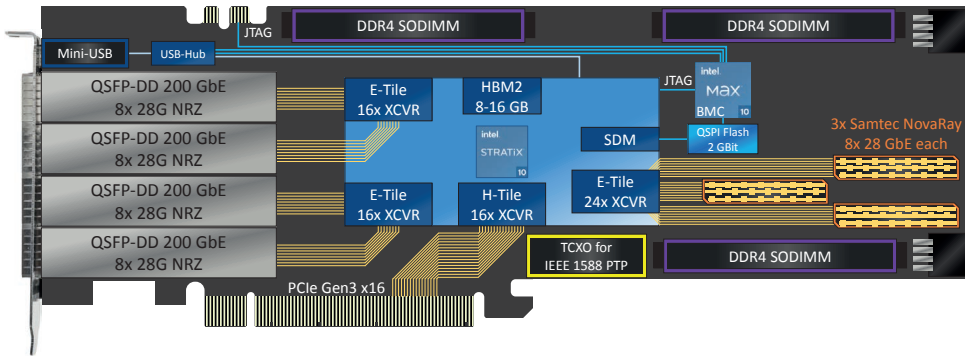 JTAG
DDR4 SODIMM
DDR4 SODIMM
Mini-USB
USB-Hub
QSFP-DD 200 GbE
8x 28G NRZ
QSFP-DD 200 GbE
8x 28G NRZ
QSFP-DD 200 GbE
8x 28G NRZ
QSFP-DD 200 GbE
8x 28G NRZ
E-Tile
16x XCVR
HBM2
8-16 GB
intel
STRATIX
10
SDM
E-Tile
16x XCVR
H-Tile
16x XCVR
E-Tile
24x XCVR
JTAG
intel.
MAX
BMC
10
QSPI Flash
2 GBit
3x Samtec NovaRay
8x 28 GbE each
TCXO for
IEEE 1588 PTP
DDR4 SODIMM
PCIe Gen3 x16